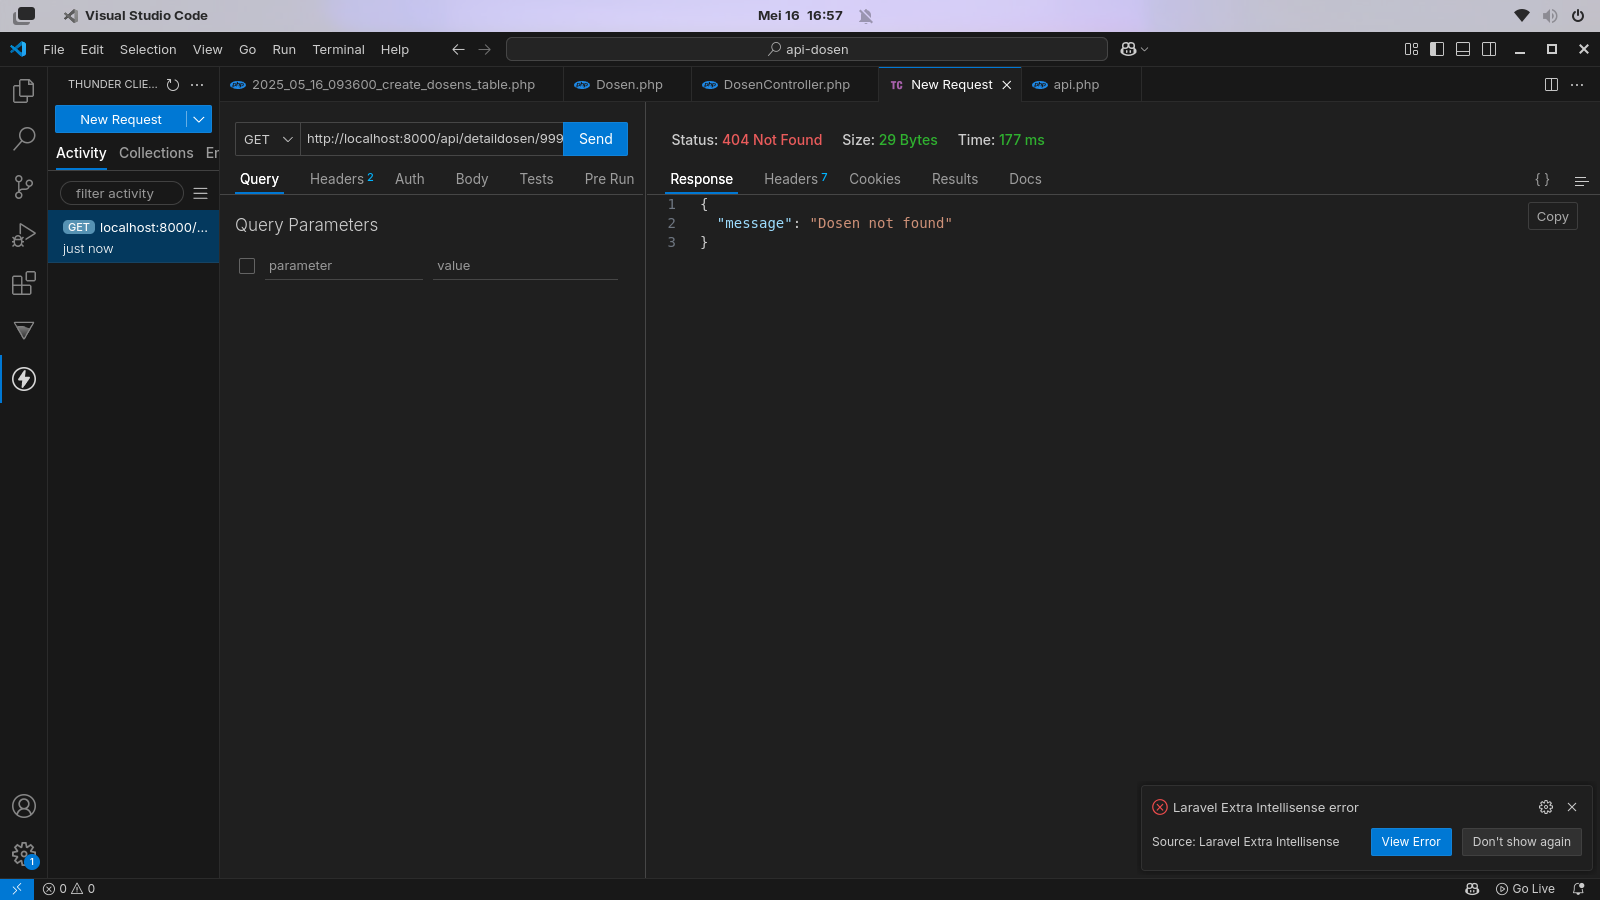 Visual Studio Code
Mei 16 16:57
File Edit Selection View Go Run Terminal Help
api-dosen
THUNDER CLIE...
2025_05_16_093600_create_dosens_table.php
Dosen.php
DosenController.php
TC New Request
api.php
New Request
Activity Collections En
filter activity
GET localhost:8000/...
just now
GET http://localhost:8000/api/detaildosen/999 Send
Query Headers 2 Auth Body Tests Pre Run
Query Parameters
parameter value
Status: 404 Not Found Size: 29 Bytes Time: 177 ms
Response Headers 7 Cookies Results Docs { }
1 {
2 "message": "Dosen not found"
3 }
Copy
Laravel Extra Intellisense error
Source: Laravel Extra Intellisense View Error Don't show again
1
0 0
Go Live